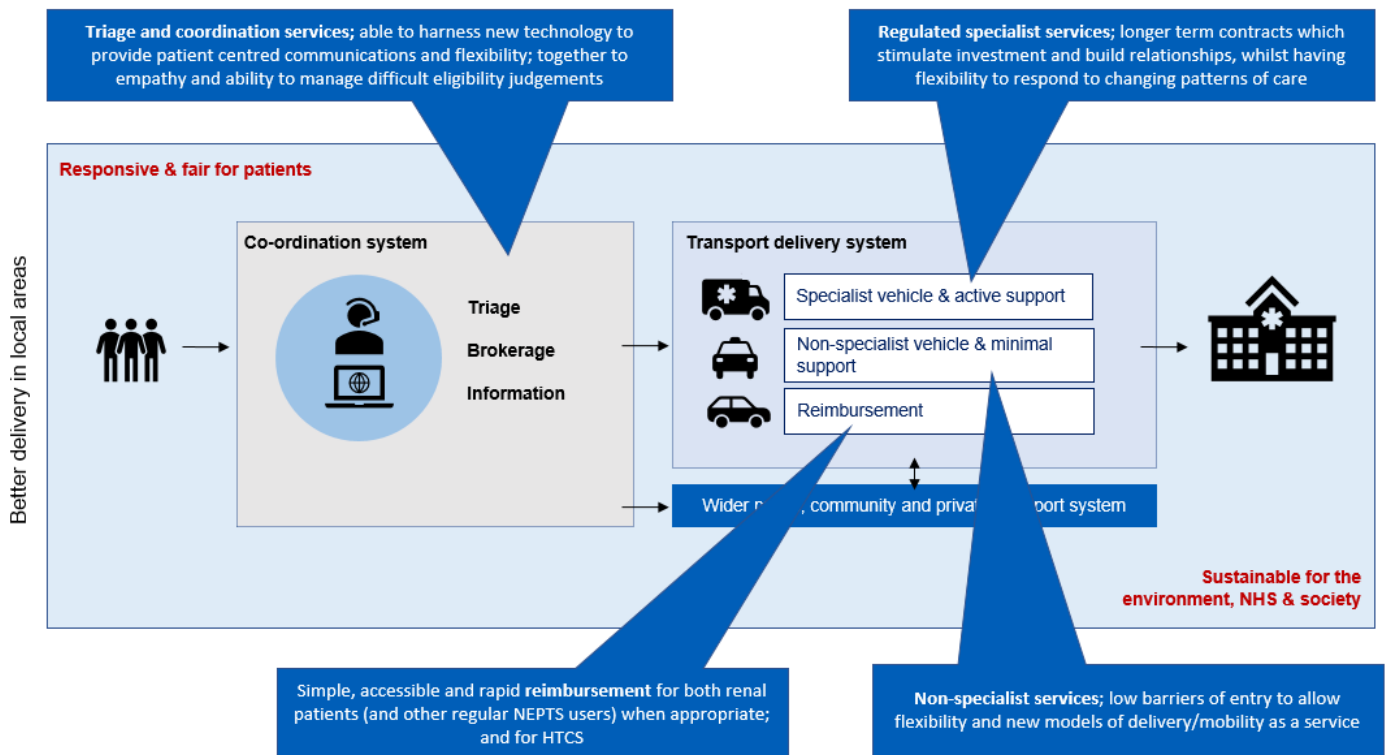 Triage and coordination services; able to harness new technology to
provide patient centred communications and flexibility; together to
empathy and ability to manage difficult eligibility judgements
Regulated specialist services; longer term contracts which
stimulate investment and build relationships, whilst having
flexibility to respond to changing patterns of care
Responsive & fair for patients
Better delivery in local areas
Co-ordination system
Triage
Brokerage
Information
Transport delivery system
Specialist vehicle & active support
Non-specialist vehicle & minimal
support
Reimbursement
Wider community and system
Sustainable for the
environment, NHS & society
Simple, accessible and rapid reimbursement for both renal
patients (and other regular NEPTS users) when appropriate;
and for HTCS
Non-specialist services; low barriers of entry to allow
flexibility and new models of delivery/mobility as a service